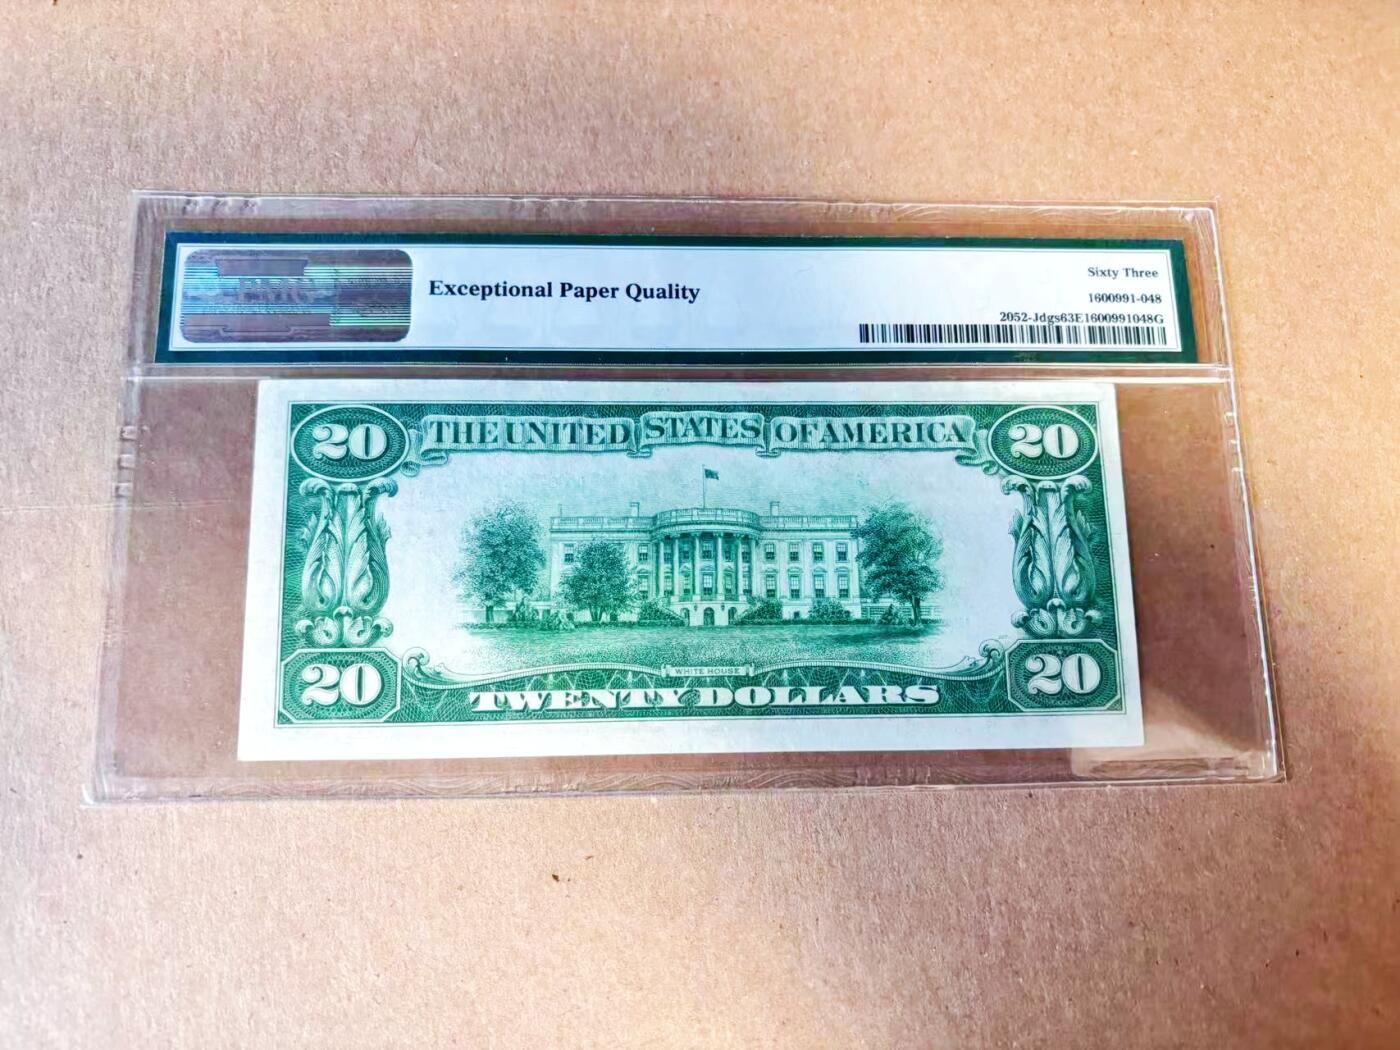 PMG
Exceptional Paper Quality
Sixty Three
1600991-048
2052-Jdgs63E1600991048G
20 THE UNITED STATES OF AMERICA 20
WHITE HOUSE
20 TWENTY DOLLARS 20